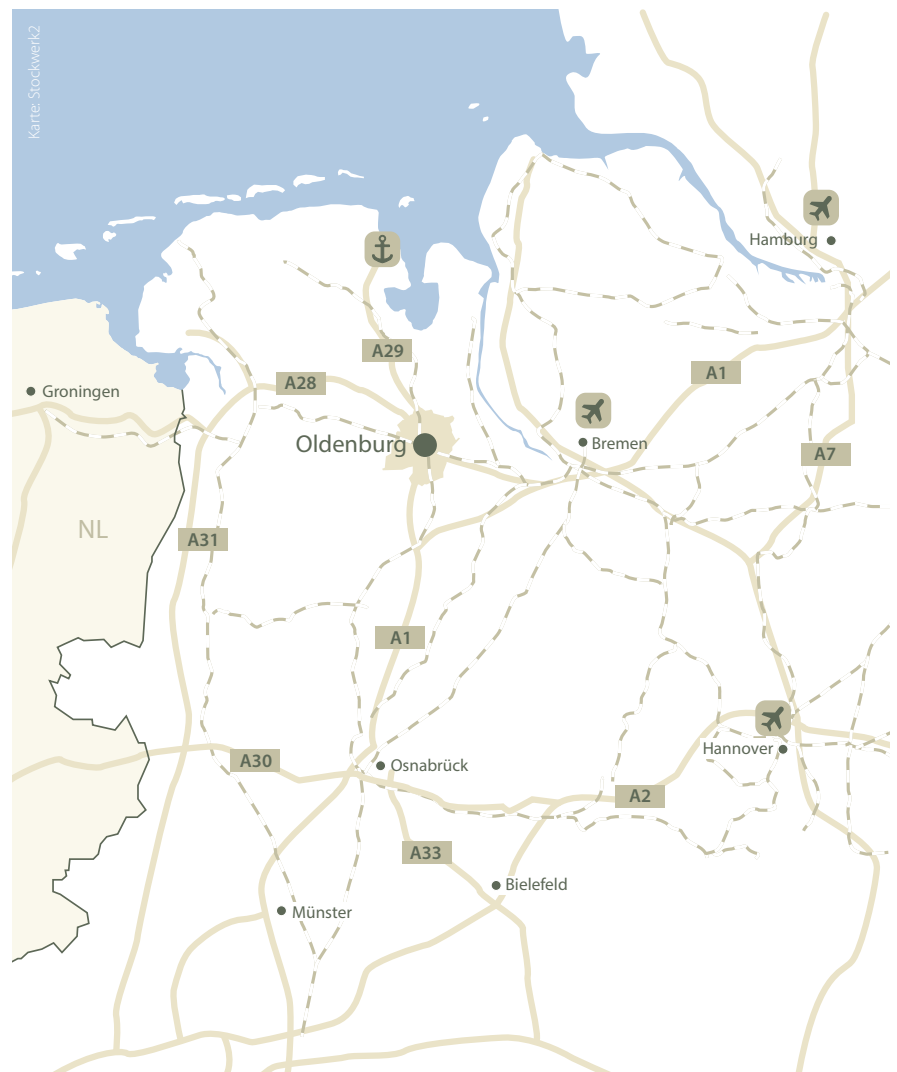 Karte: Stockwerk2
Hamburg
A29
A1
A28
Groningen
Oldenburg
Bremen
A7
NL
A31
A1
Hannover
A30
Osnabrück
A2
A33
Bielefeld
Münster